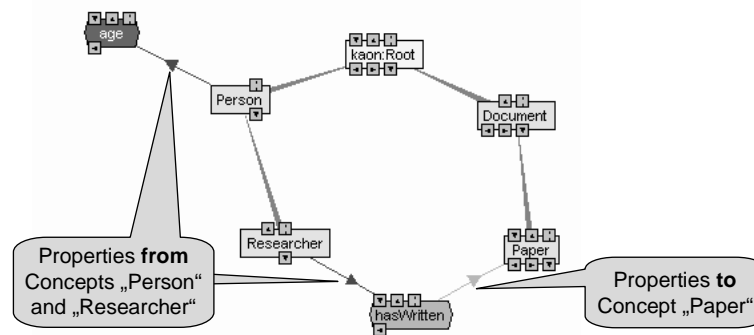 age
kaon:Root
Person
Document
Researcher
Paper
Properties from
Concepts „Person“
and „Researcher“
Properties to
Concept „Paper“
hasWritten